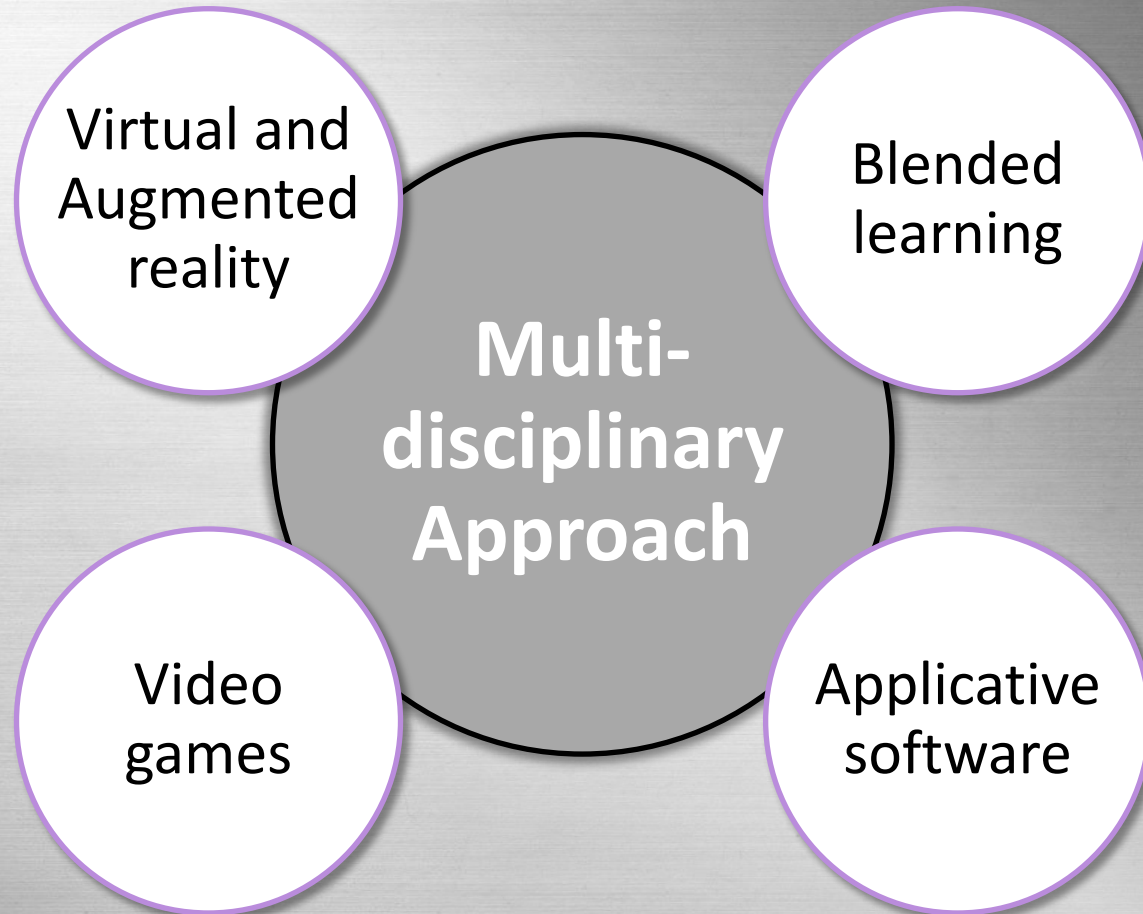 Virtual and
Augmented
reality
Blended
learning
Multi-
disciplinary
Approach
Video
games
Applicative
software